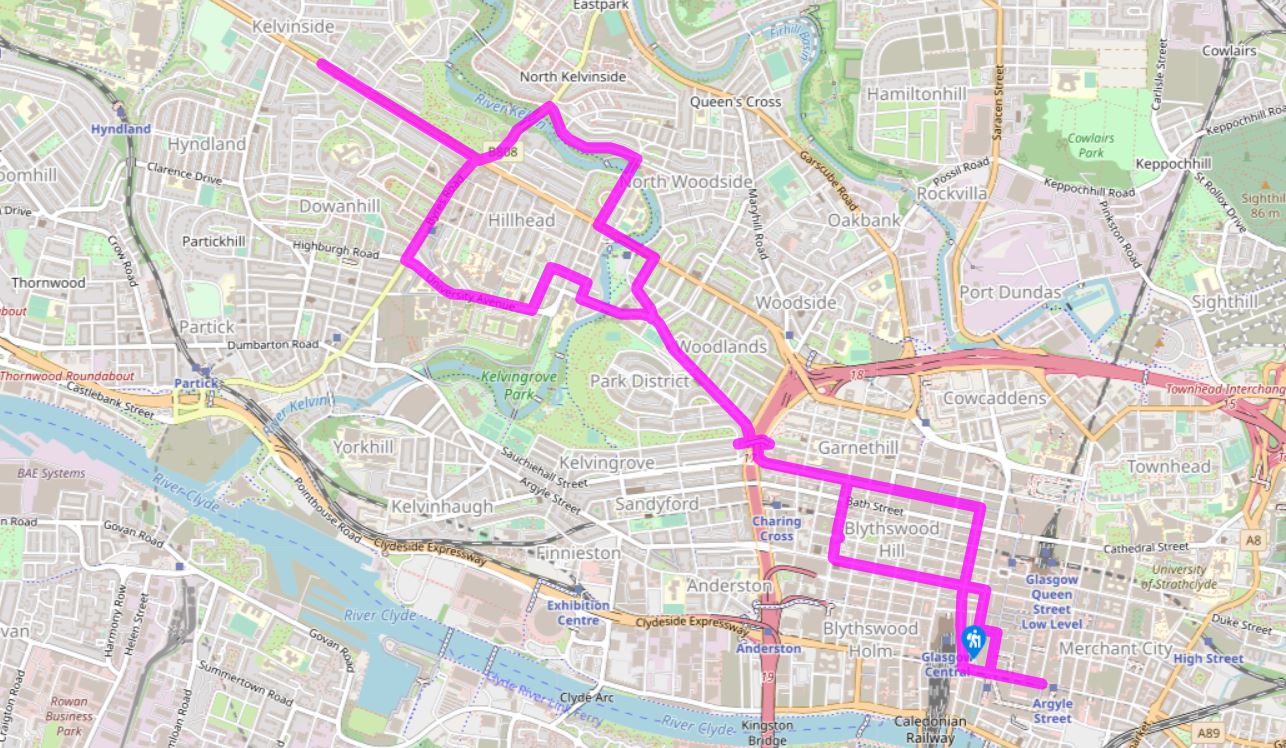 Eastpark
Kelvinside
Cowlairs
North Kelvinside
Firhill Basin
Carlisle Street
Saracen Street
Hamiltonhill
Queen's Cross
River Kelvin
Hyndland
Keppochhill Road
Cowlairs
Park
Hyndland
B808
Garscube Road
Keppochhill
Clarence Drive
Possil Road
North Woodside
Keppochhill Road
Rockvilla
St Rollox Drive
Sighthill
86 m
Dowanhill
Byres Road
Hillhead
Maryhill Road
Oakbank
Pinkston Road
Partickhill
Crow Road
Highburgh Road
Thornwood
University Avenue
Woodside
Port Dundas
Sighthill
Partick
Dumbarton Road
Woodlands
Thornwood Roundabout
Kelvingrove
Park
Park District
18
Townhead Interchange
15
Partick
Castlebank Street
River Kelvin
Cowcaddens
Yorkhill
Garnethill
Sauchiehall Street
Kelvingrove
Townhead
BAE Systems
River Clyde
Argyle Street
Pointhouse Road
Kelvinhaugh
Sandyford
Bath Street
Charing
Cross
Blythswood
Hill
Govan Road
Clydeside Expressway
Finnieston
Cathedral Street
A8
University
of Strathclyde
Anderston
Glasgow
Queen
Street
Low Level
Harmony Row
Helen Street
River Clyde
Exhibition
Centre
Clydeside Expressway
Blythswood
Holm
Duke Street
Govan Road
Anderston
Merchant City
High Street
Glasgow
Central
Summertown Road
Clyde River Link Ferry
19
Craigton Road
Rowan
Business
Park
Clyde Arc
Argyle
Street
River Clyde
Kingston
Bridge
Caledonian
Railway
A89